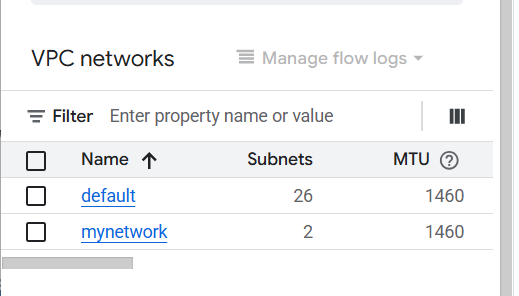 VPC networks Manage flow logs
Filter Enter property name or value
Name Subnets MTU
default 26 1460
mynetwork 2 1460